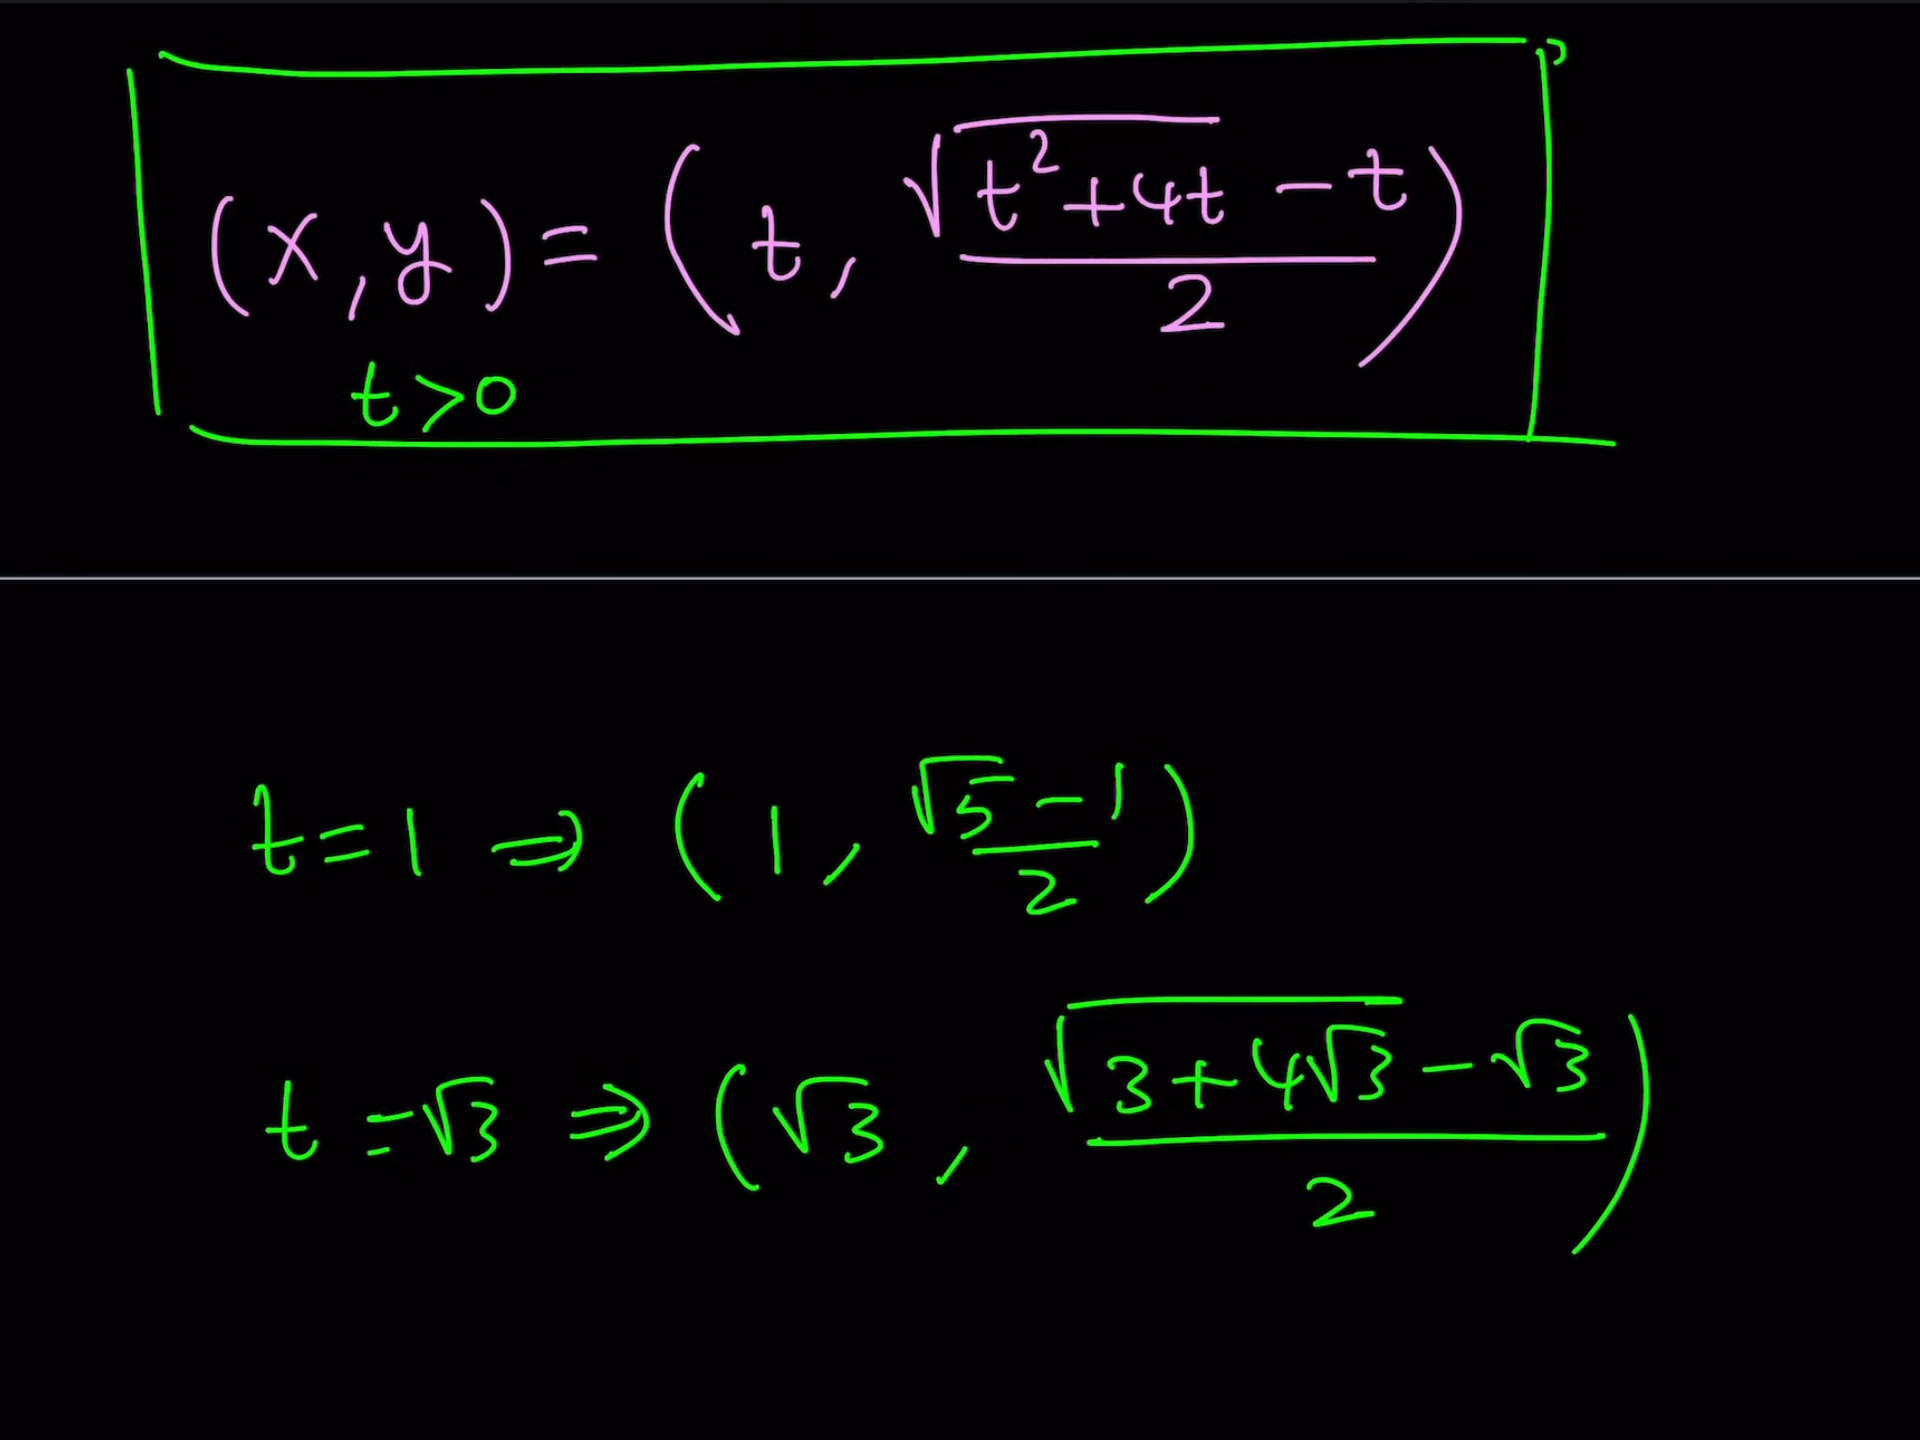 (x, y) = (t, (√(t² + 4t) - t)/2)
t > 0
t = 1 ⇒ (1, (√5 - 1)/2)
t = √3 ⇒ (√3, (√(3 + 4√3) - √3)/2)